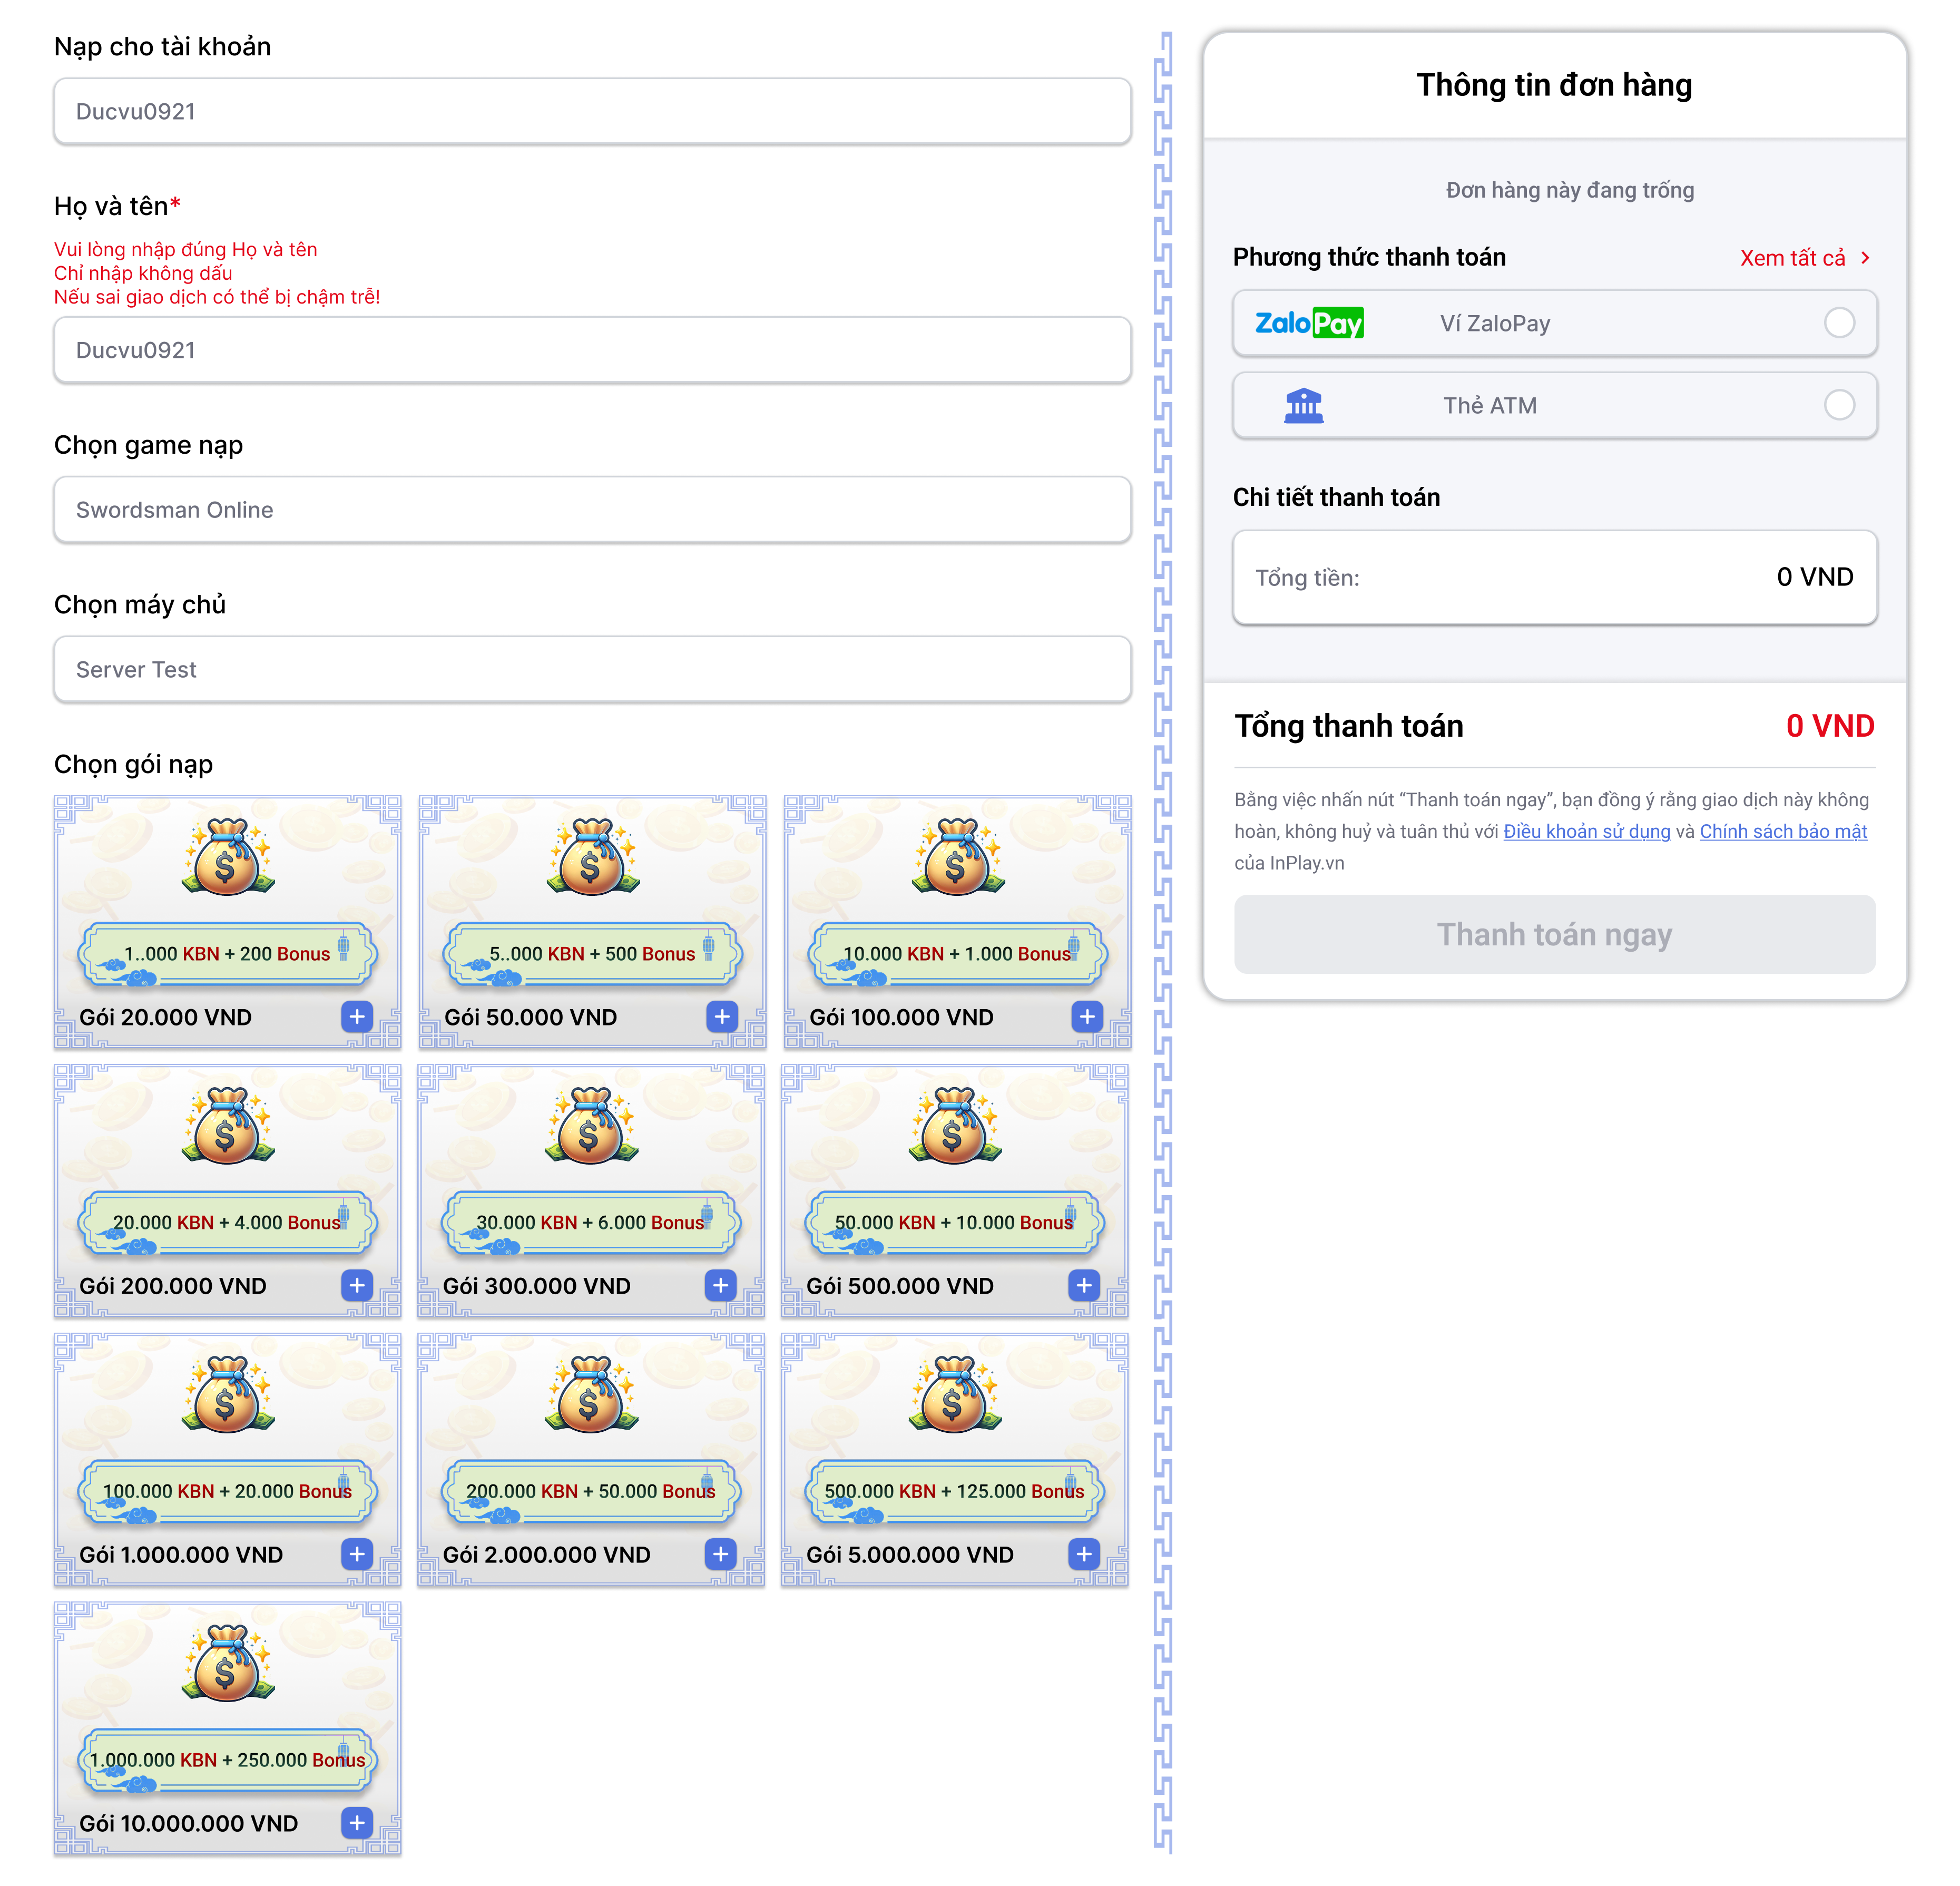 Nạp cho tài khoản
Ducvu0921
Họ và tên*
Vui lòng nhập đúng Họ và tên
Chỉ nhập không dấu
Nếu sai giao dịch có thể bị chậm trễ!
Ducvu0921
Chọn game nạp
Swordsman Online
Chọn máy chủ
Server Test
Chọn gói nạp
$
1..000 KBN + 200 Bonus
Gói 20.000 VND
$
5..000 KBN + 500 Bonus
Gói 50.000 VND
$
10.000 KBN + 1.000 Bonus
Gói 100.000 VND
$
20.000 KBN + 4.000 Bonus
Gói 200.000 VND
$
30.000 KBN + 6.000 Bonus
Gói 300.000 VND
$
50.000 KBN + 10.000 Bonus
Gói 500.000 VND
$
100.000 KBN + 20.000 Bonus
Gói 1.000.000 VND
$
200.000 KBN + 50.000 Bonus
Gói 2.000.000 VND
$
500.000 KBN + 125.000 Bonus
Gói 5.000.000 VND
$
1.000.000 KBN + 250.000 Bonus
Gói 10.000.000 VND
Thông tin đơn hàng
Đơn hàng này đang trống
Phương thức thanh toán Xem tất cả
ZaloPay Ví ZaloPay
Thẻ ATM
Chi tiết thanh toán
Tổng tiền: 0 VND
Tổng thanh toán 0 VND
Bằng việc nhấn nút “Thanh toán ngay”, bạn đồng ý rằng giao dịch này không
hoàn, không huỷ và tuân thủ với Điều khoản sử dụng và Chính sách bảo mật
của InPlay.vn
Thanh toán ngay